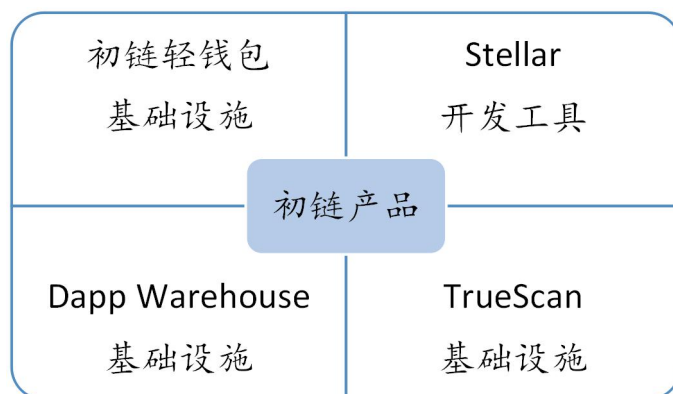 初链轻钱包
基础设施
Stellar
开发工具
初链产品
Dapp Warehouse
基础设施
TrueScan
基础设施